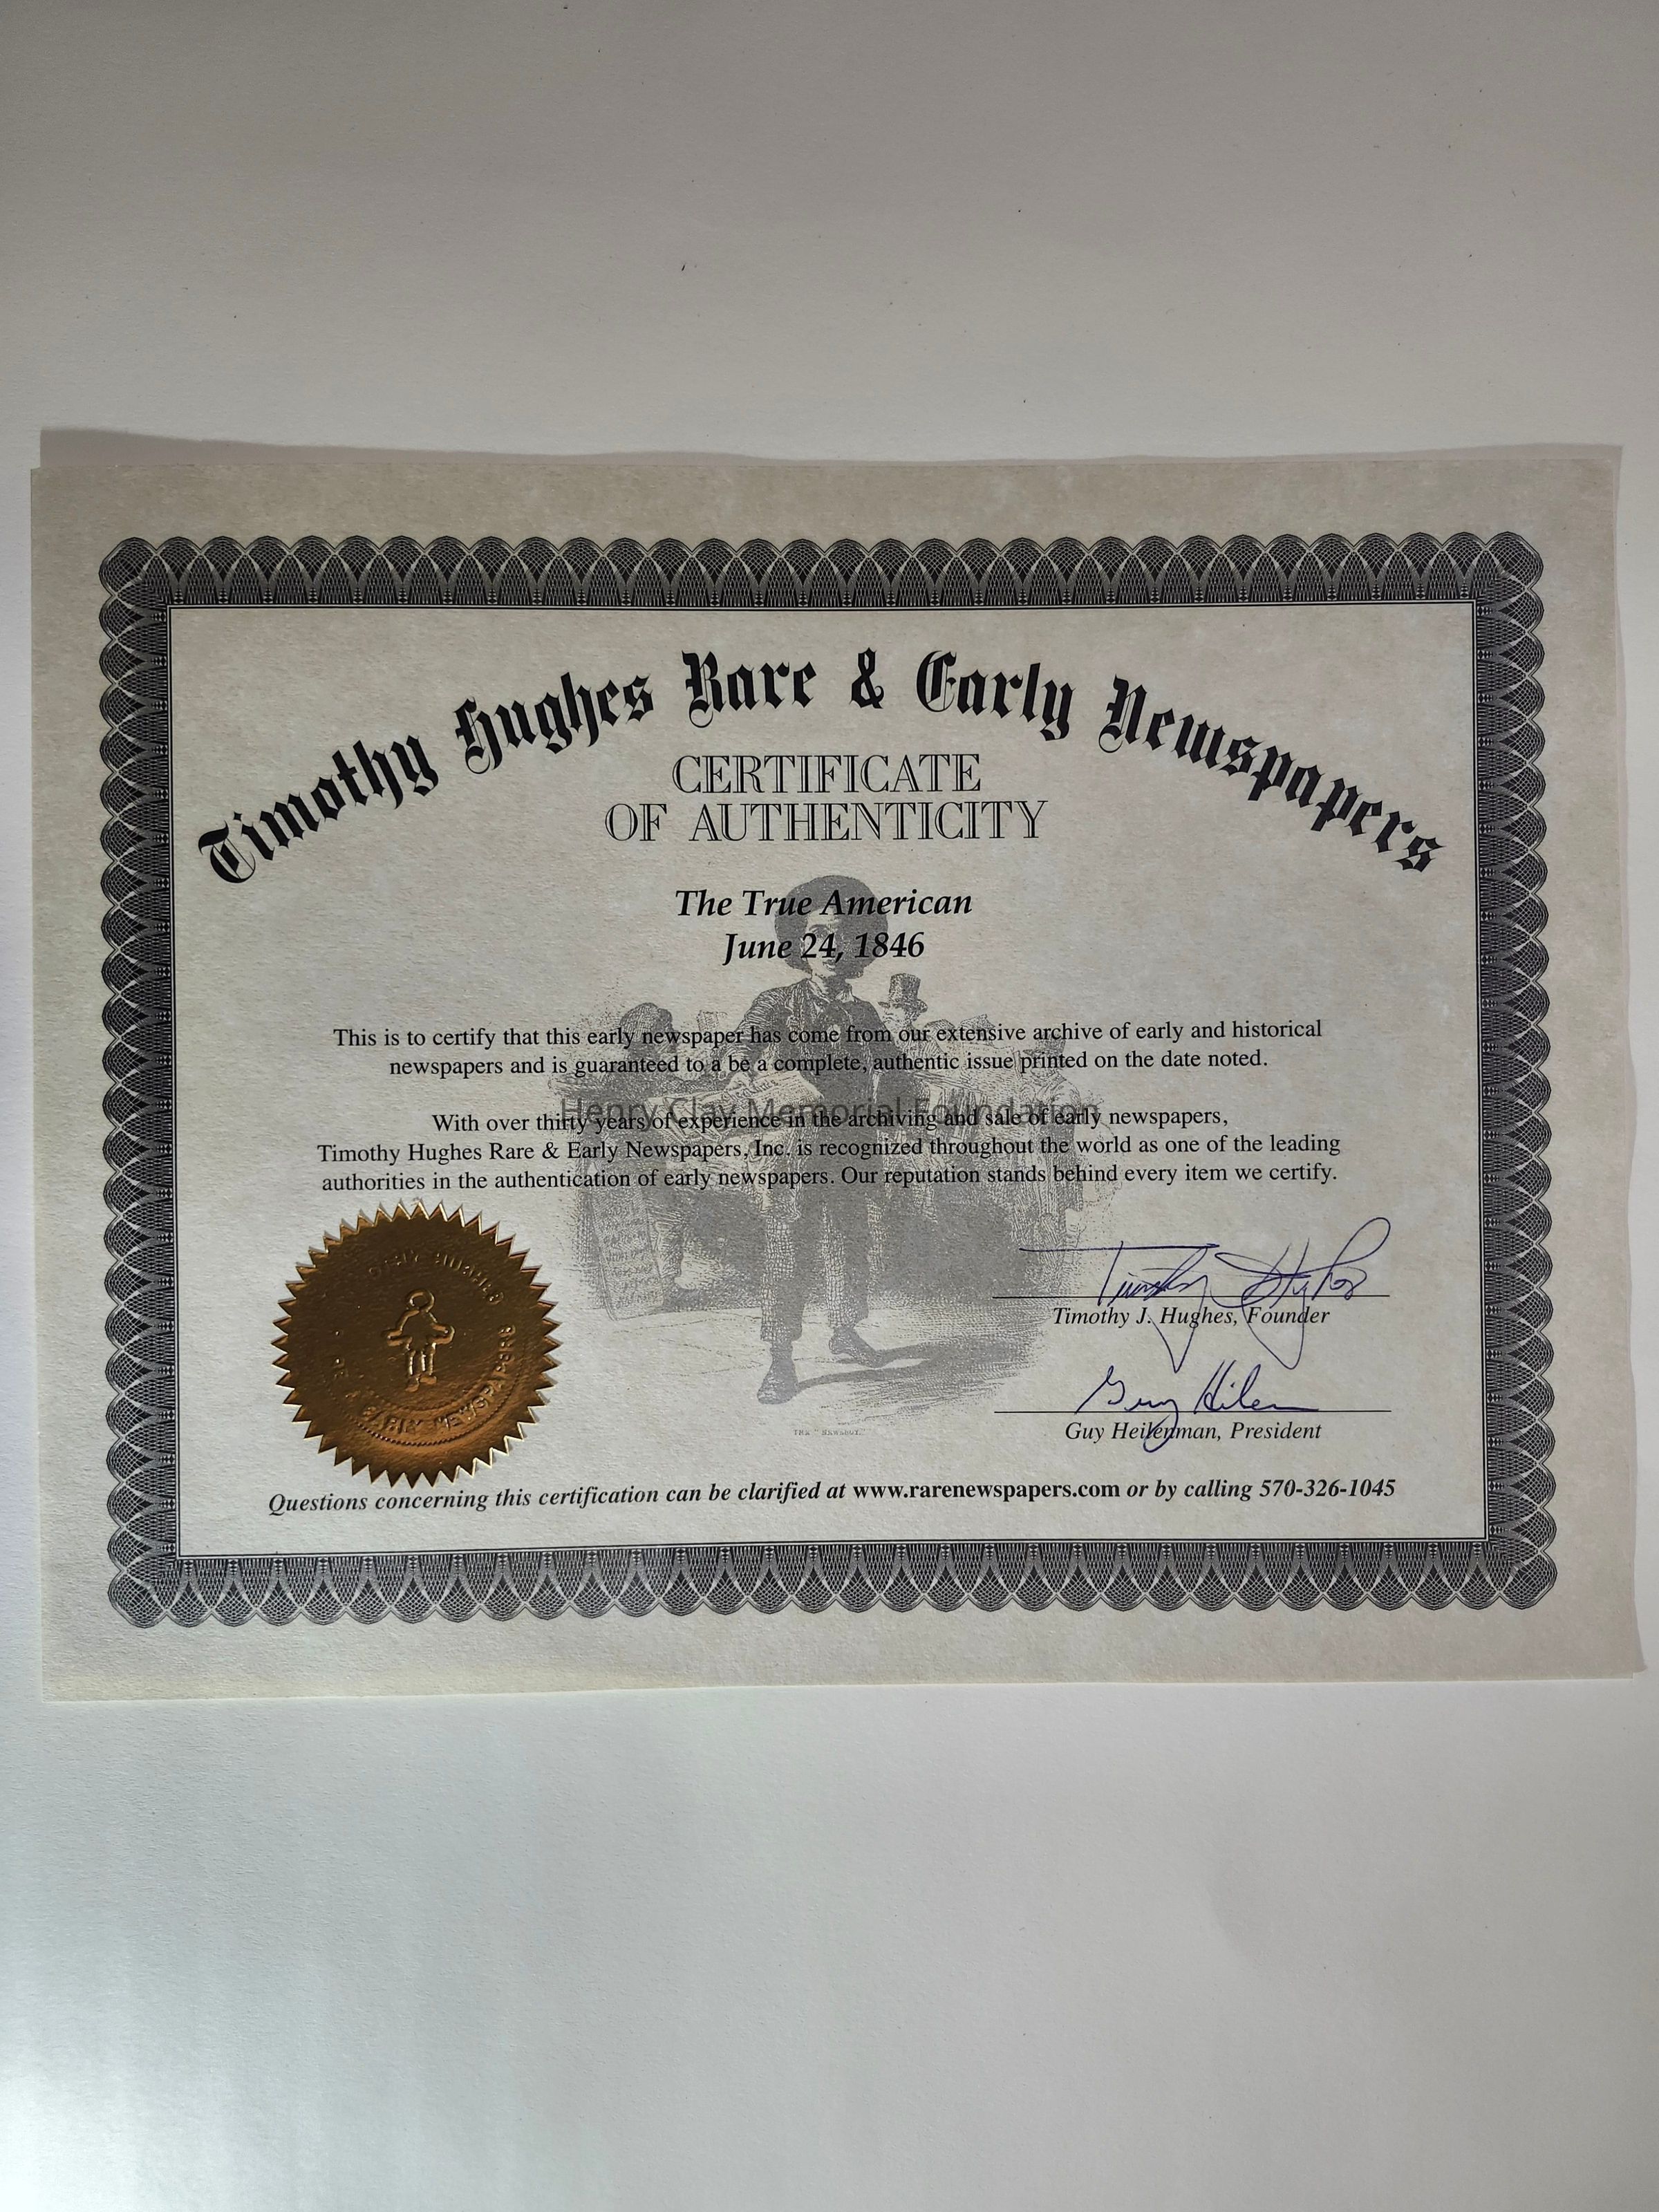 Timothy Hughes Rare & Early Newspapers
CERTIFICATE
OF AUTHENTICITY
The True American
June 24, 1846
This is to certify that this early newspaper has come from our extensive archive of early and historical
newspapers and is guaranteed to a be a complete, authentic issue printed on the date noted.
Henry Clay Memorial Foundation
With over thirty years of experience in the archiving and sale of early newspapers,
Timothy Hughes Rare & Early Newspapers, Inc. is recognized throughout the world as one of the leading
authorities in the authentication of early newspapers. Our reputation stands behind every item we certify.
HUGHES
EARLY NEWSPAPERS
Timothy J. Hughes, Founder
Guy Heilenman, President
THE "NEWSBOY."
Questions concerning this certification can be clarified at www.rarenewspapers.com or by calling 570-326-1045